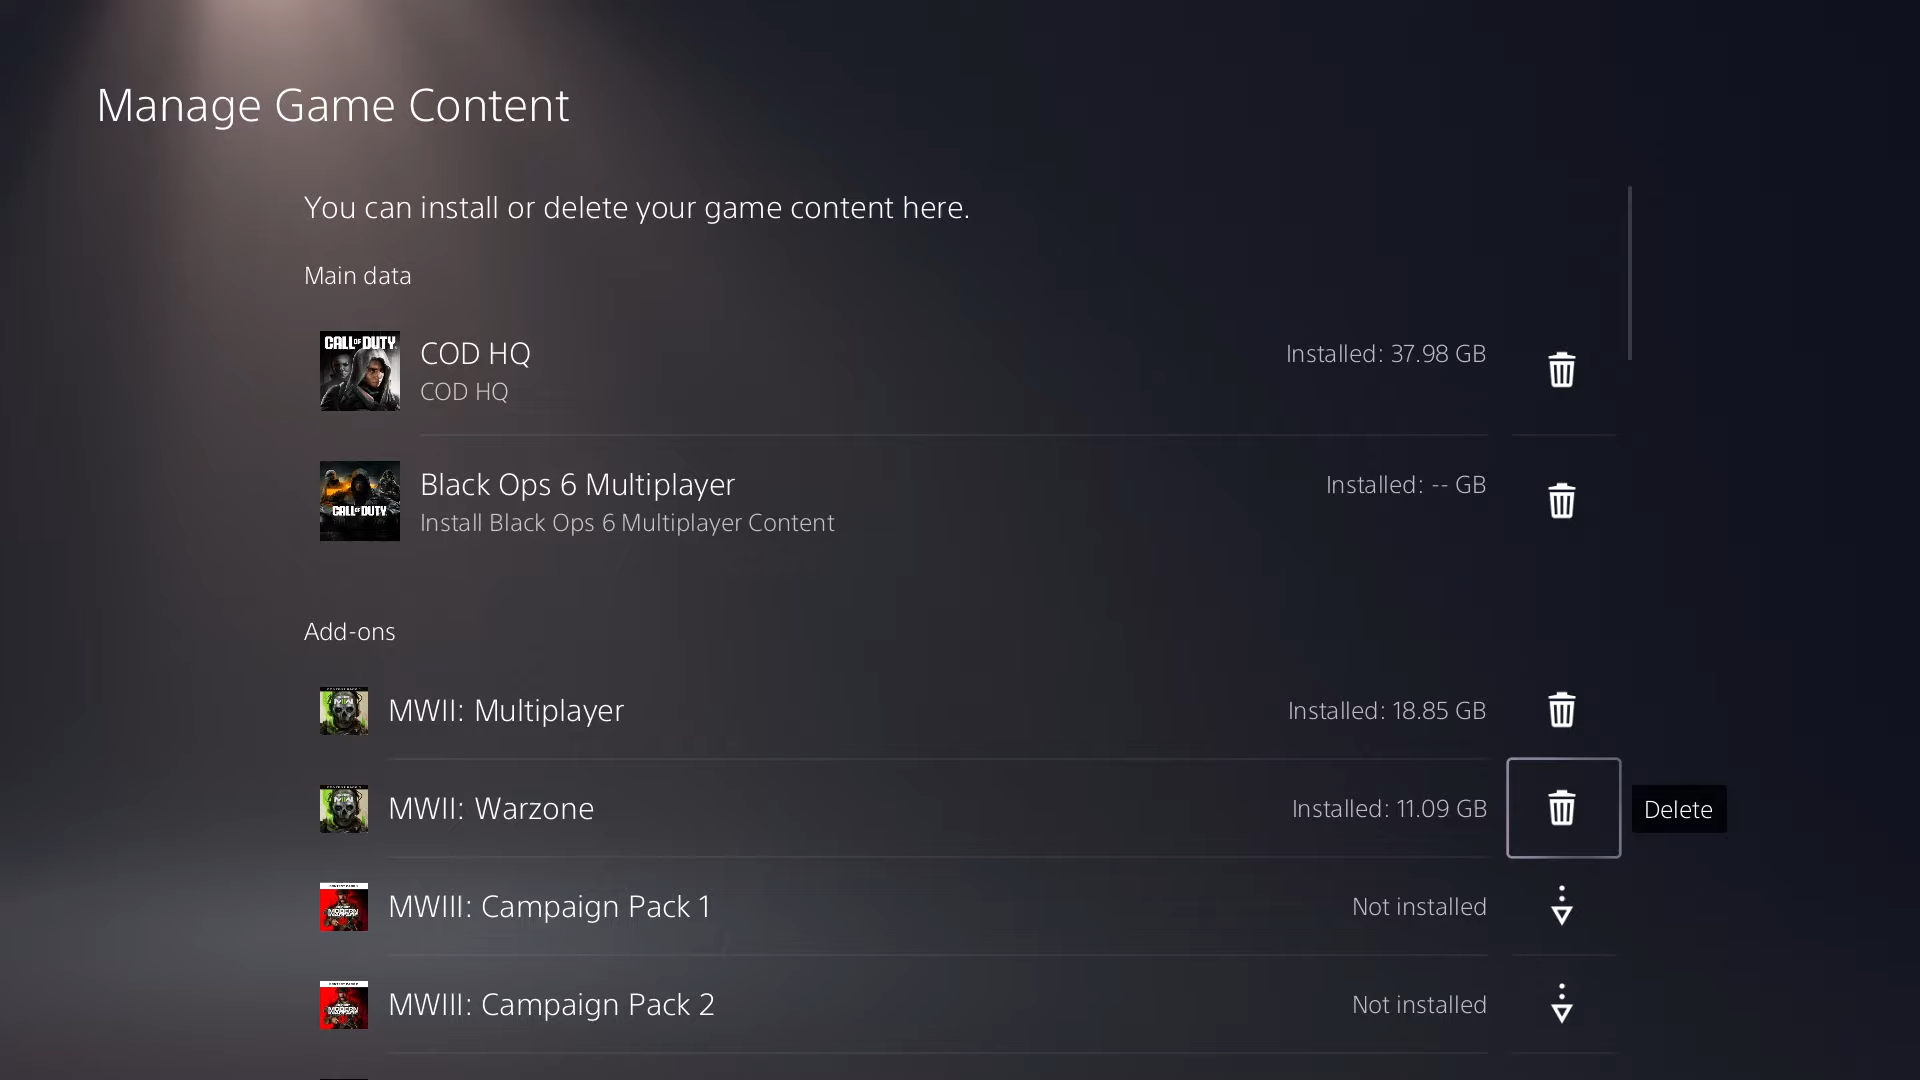 Manage Game Content
You can install or delete your game content here.
Main data
CALL OF DUTY
COD HQ
Installed: 37.98 GB
COD HQ
CALL OF DUTY
Black Ops 6 Multiplayer
Installed: -- GB
Install Black Ops 6 Multiplayer Content
Add-ons
MWII: Multiplayer
Installed: 18.85 GB
MWII: Warzone
Installed: 11.09 GB
Delete
MWIII: Campaign Pack 1
Not installed
MWIII: Campaign Pack 2
Not installed